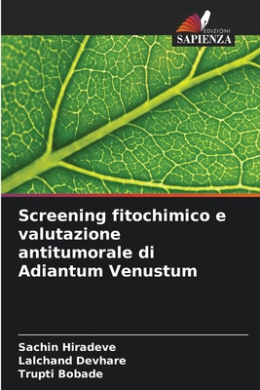 EDIZIONI
SAPIENZA
Screening fitochimico e
valutazione
antitumorale di
Adiantum Venustum
Sachin Hiradeve
Lalchand Devhare
Trupti Bobade